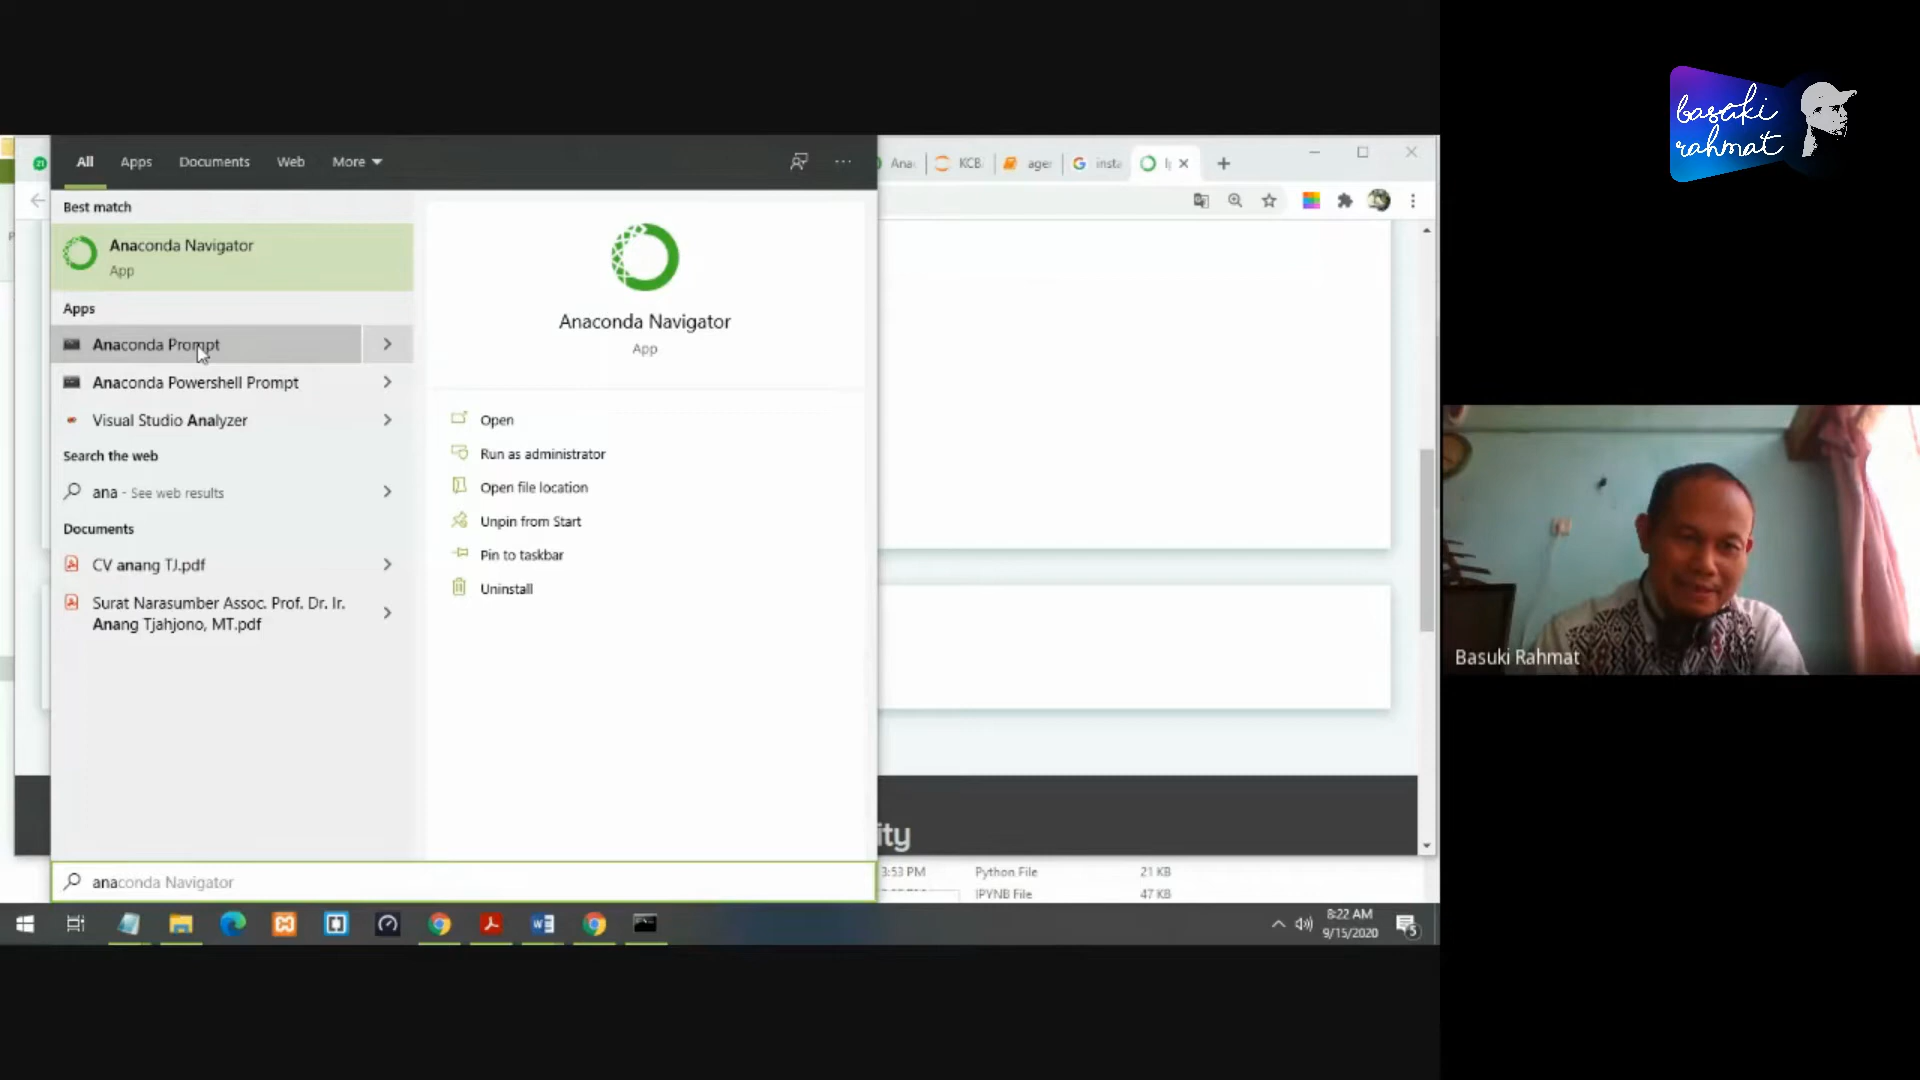 basuki
rahmat
All
Apps
Documents
Web
More
Ana
KCB
agen
insta
Best match
Anaconda Navigator
App
Apps
Anaconda Prompt
Anaconda Powershell Prompt
Visual Studio Analyzer
Search the web
ana - See web results
Documents
CV anang TJ.pdf
Surat Narasumber Assoc. Prof. Dr. Ir.
Anang Tjahjono, MT.pdf
Anaconda Navigator
App
Open
Run as administrator
Open file location
Unpin from Start
Pin to taskbar
Uninstall
ity
3:53 PM Python File 21 KB
IPYNB File 47 KB
anaconda Navigator
8:22 AM
9/15/2020
5
Basuki Rahmat